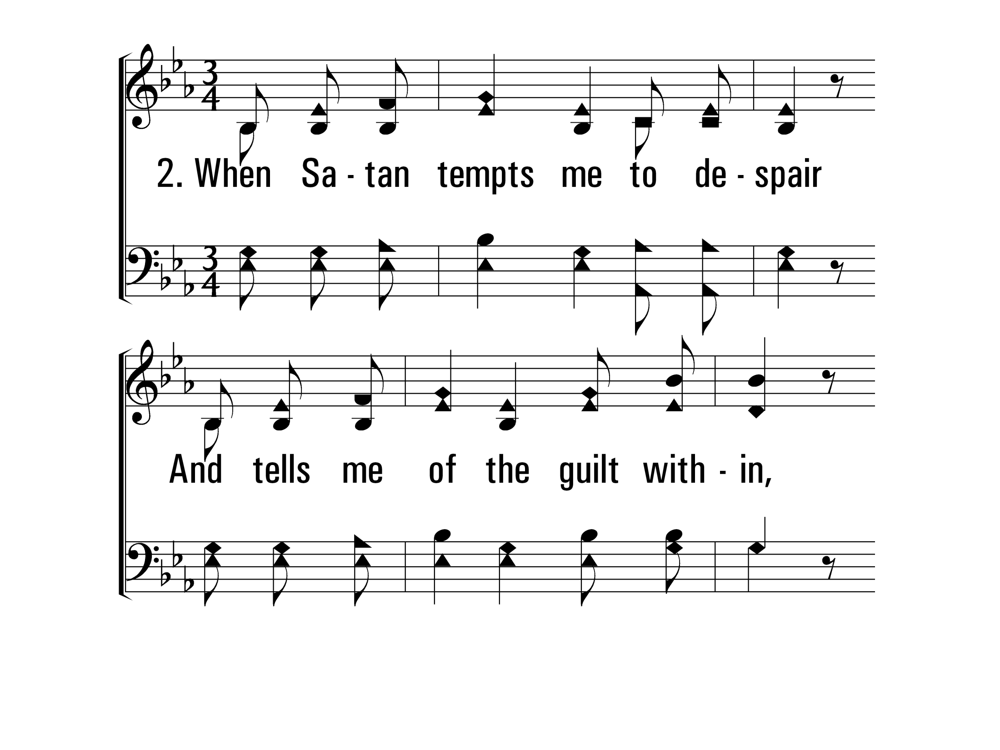 2. When Sa - tan tempts me to de - spair
And tells me of the guilt with - in,